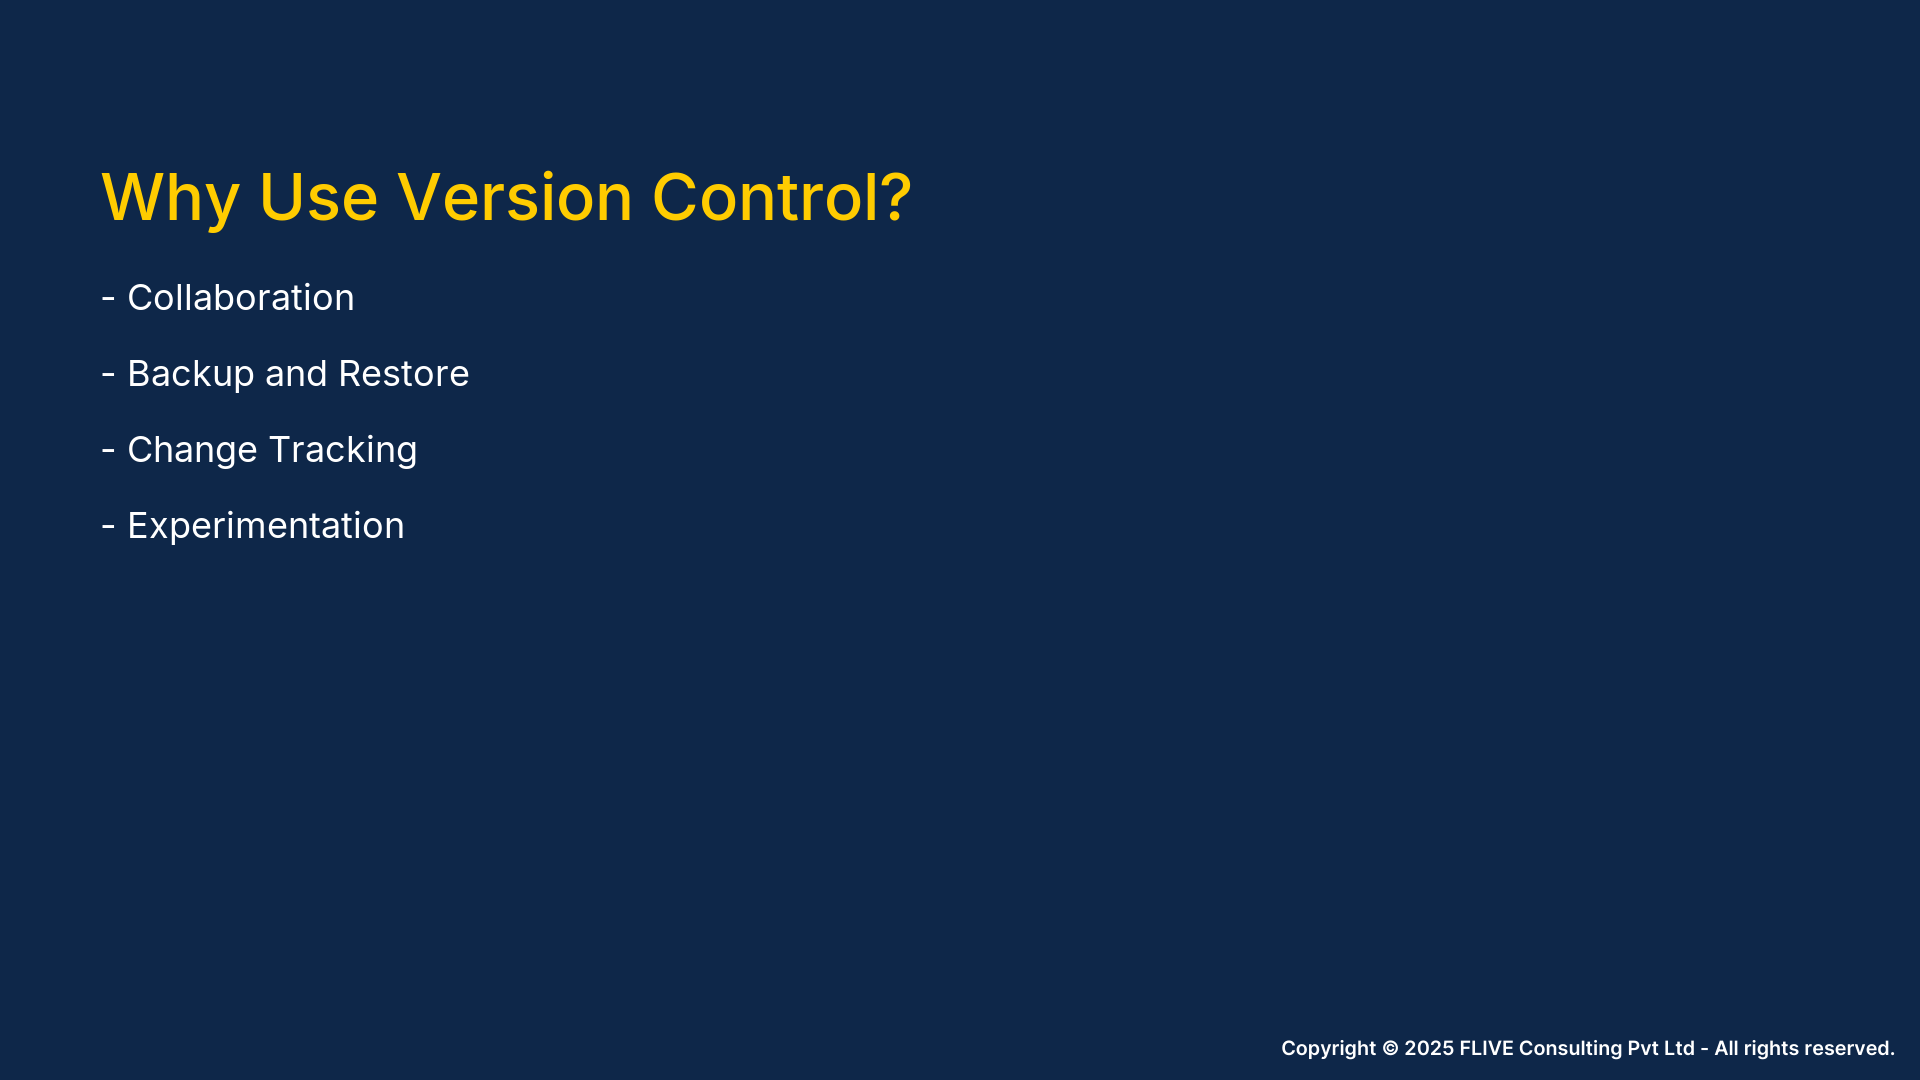 Why Use Version Control?
- Collaboration
- Backup and Restore
- Change Tracking
- Experimentation
Copyright © 2025 FLIVE Consulting Pvt Ltd - All rights reserved.